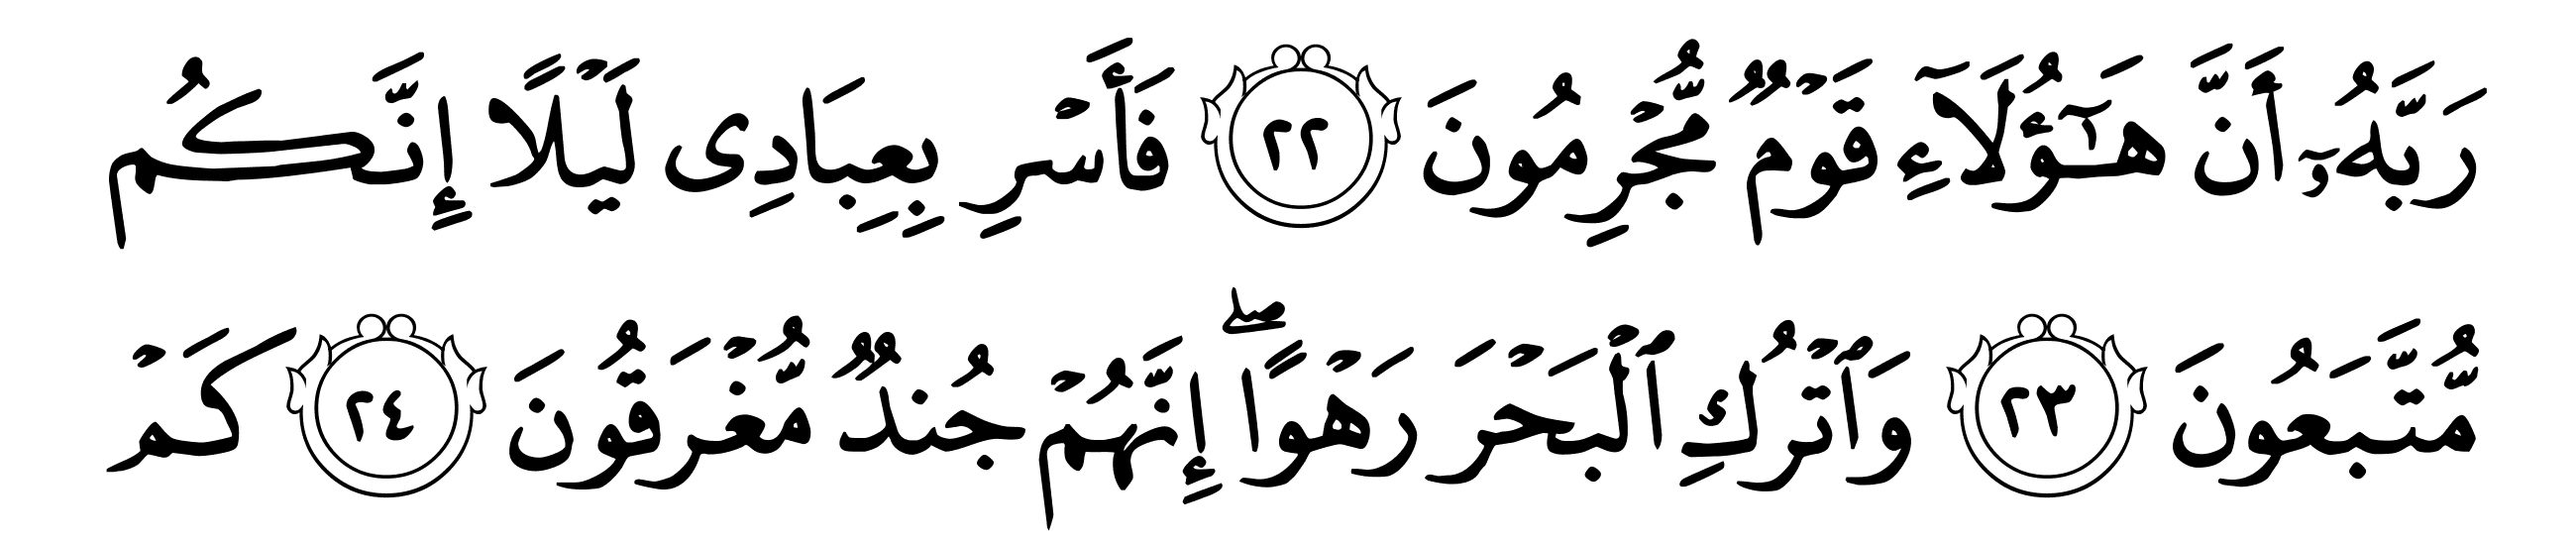 رَبَّهُۥٓ أَنَّ هَـٰٓؤُلَآءِ قَوْمٌ مُّجْرِمُونَ ٢٢ فَأَسْرِ بِعِبَادِى لَيْلًا إِنَّكُم
مُّتَّبَعُونَ ٢٣ وَٱتْرُكِ ٱلْبَحْرَ رَهْوًا ۖ إِنَّهُمْ جُندٌ مُّغْرَقُونَ ٢٤ كَمْ